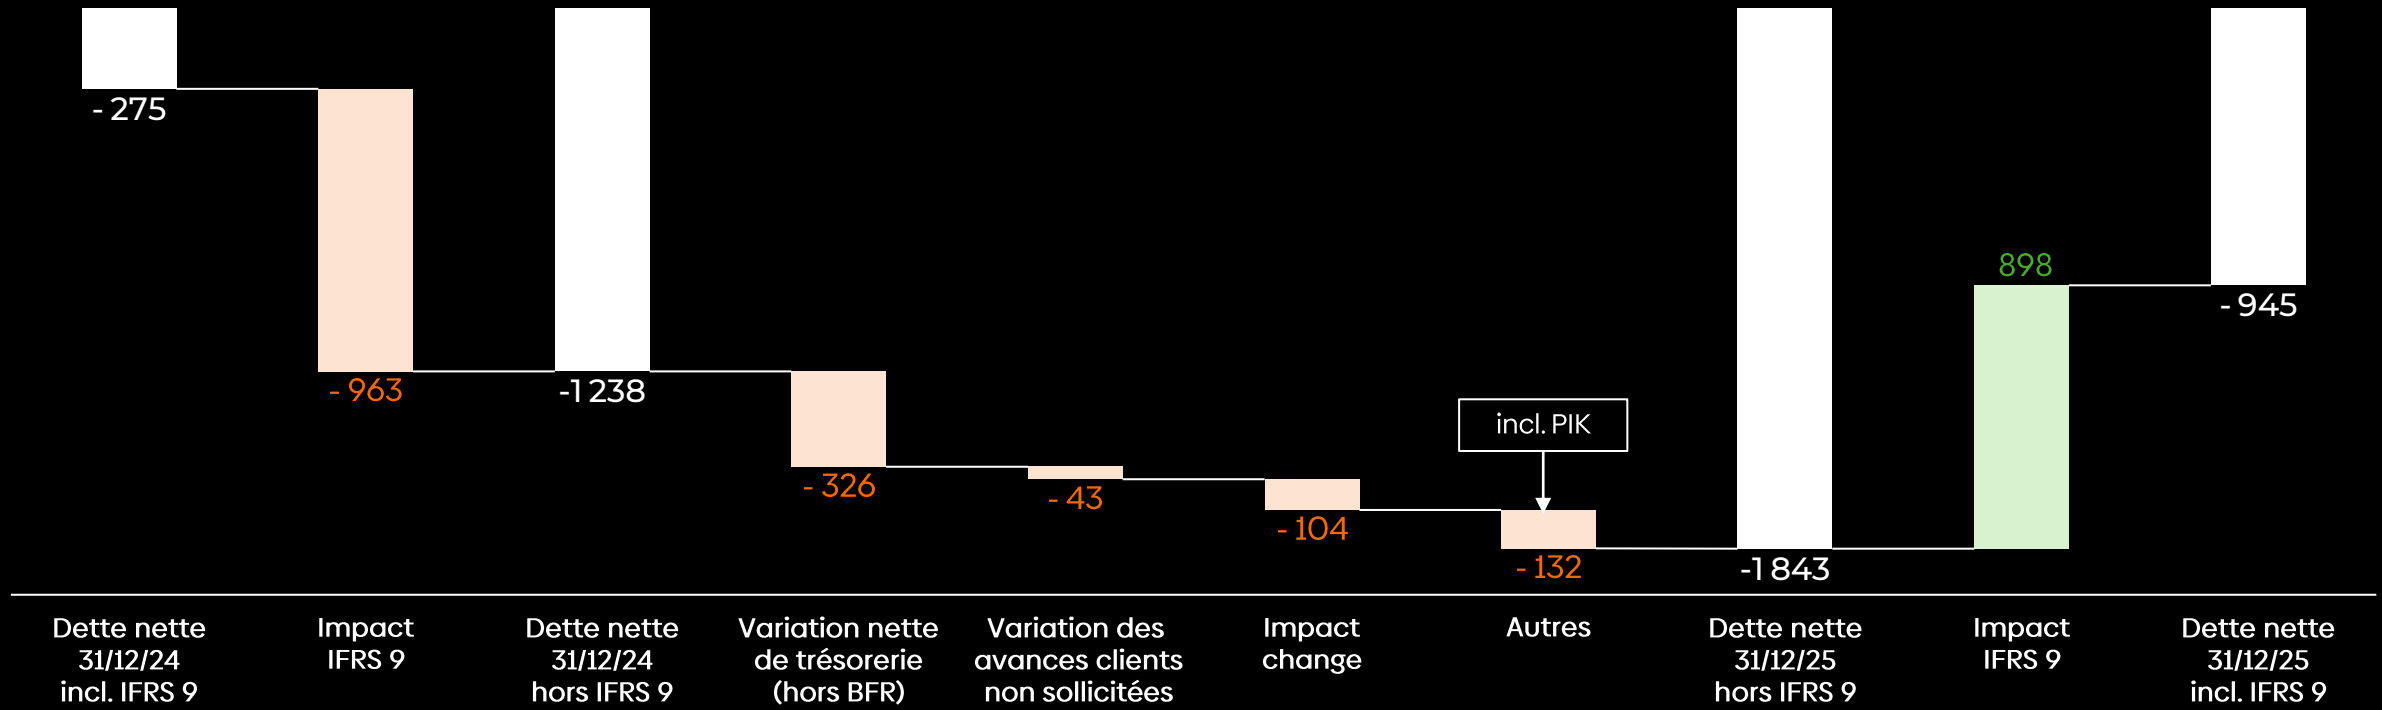 - 275
- 963
-1 238
- 326
- 43
- 104
incl. PIK
- 132
-1 843
898
- 945
Dette nette
31/12/24
incl. IFRS 9
Impact
IFRS 9
Dette nette
31/12/24
hors IFRS 9
Variation nette
de trésorerie
(hors BFR)
Variation des
avances clients
non sollicitées
Impact
change
Autres
Dette nette
31/12/25
hors IFRS 9
Impact
IFRS 9
Dette nette
31/12/25
incl. IFRS 9